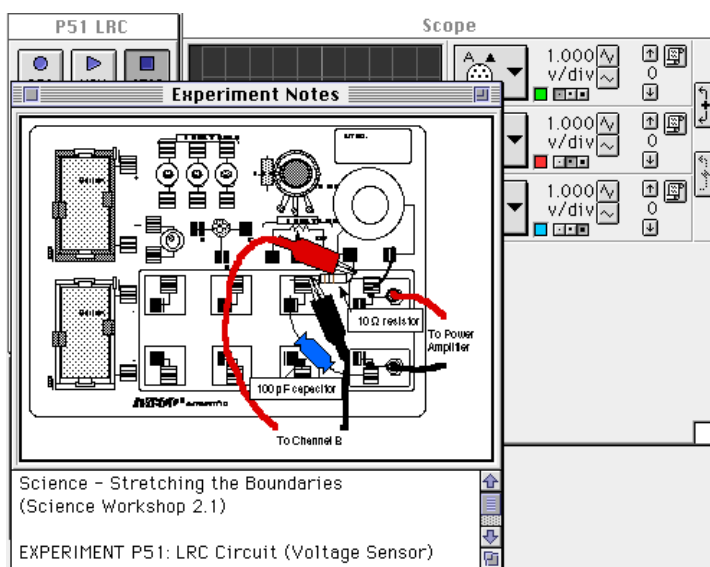 P51 LRC
Scope
A
1.000
v/div
0
Experiment Notes
1.000
v/div
0
1.000
v/div
0
10Ω resistor
To Power
Amplifier
100 µF capacitor
To Channel B
Science - Stretching the Boundaries
(Science Workshop 2.1)
EXPERIMENT P51: LRC Circuit (Voltage Sensor)